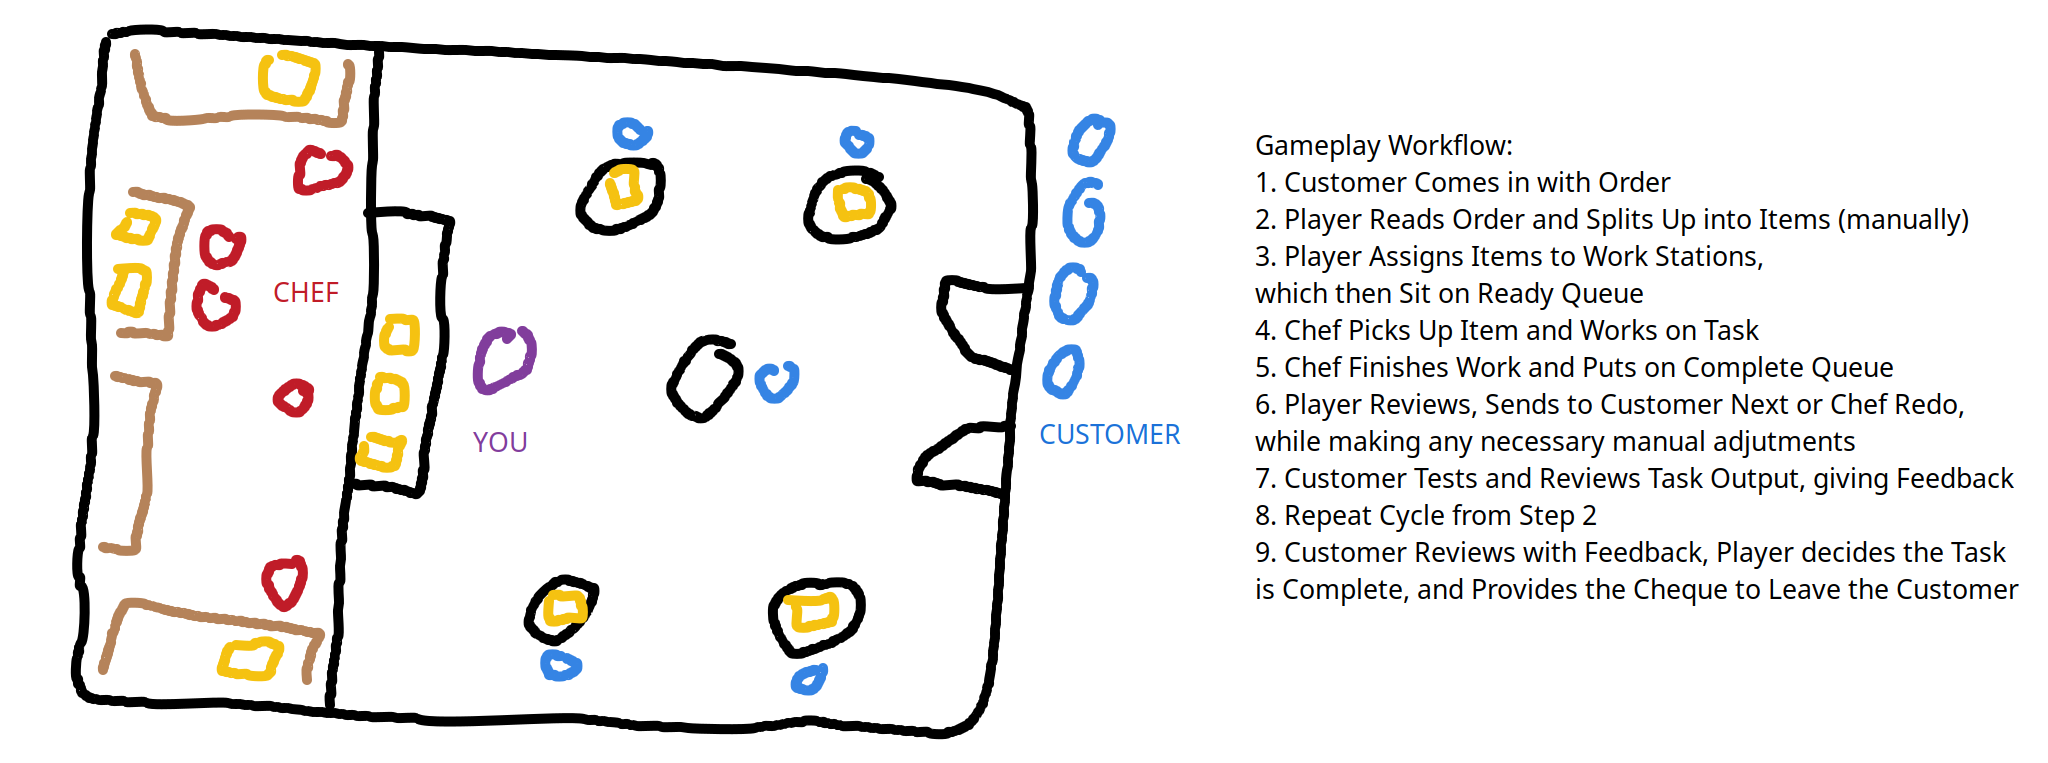 CHEF
YOU
CUSTOMER
Gameplay Workflow:
1. Customer Comes in with Order
2. Player Reads Order and Splits Up into Items (manually)
3. Player Assigns Items to Work Stations,
which then Sit on Ready Queue
4. Chef Picks Up Item and Works on Task
5. Chef Finishes Work and Puts on Complete Queue
6. Player Reviews, Sends to Customer Next or Chef Redo,
while making any necessary manual adjutments
7. Customer Tests and Reviews Task Output, giving Feedback
8. Repeat Cycle from Step 2
9. Customer Reviews with Feedback, Player decides the Task
is Complete, and Provides the Cheque to Leave the Customer